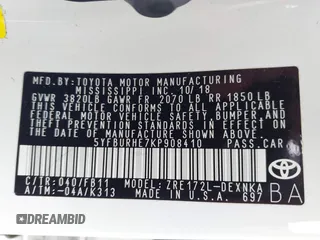 MFD.BY:TOYOTA MOTOR MANUFACTURING
MISSISSIPPI INC. 10/18
GVWR 3820LB GAWR FR 2070 LB RR 1850 LB
THIS VEHICLE CONFORMS TO ALL APPLICABLE
FEDERAL MOTOR VEHICLE SAFETY, BUMPER,
AND THEFT PREVENTION STANDARDS IN EFFECT
ON THE DATE OF MANUFACTURE SHOWN ABOVE.
5YFBURHE7KP908410 PASS.CAR
C/TR:040/FB11 MODEL:ZRE172L-DEXNKA
A/TM:-04A/K313 MADE IN U.S.A. 697
TOYOTA
BA
DID.RICARDO